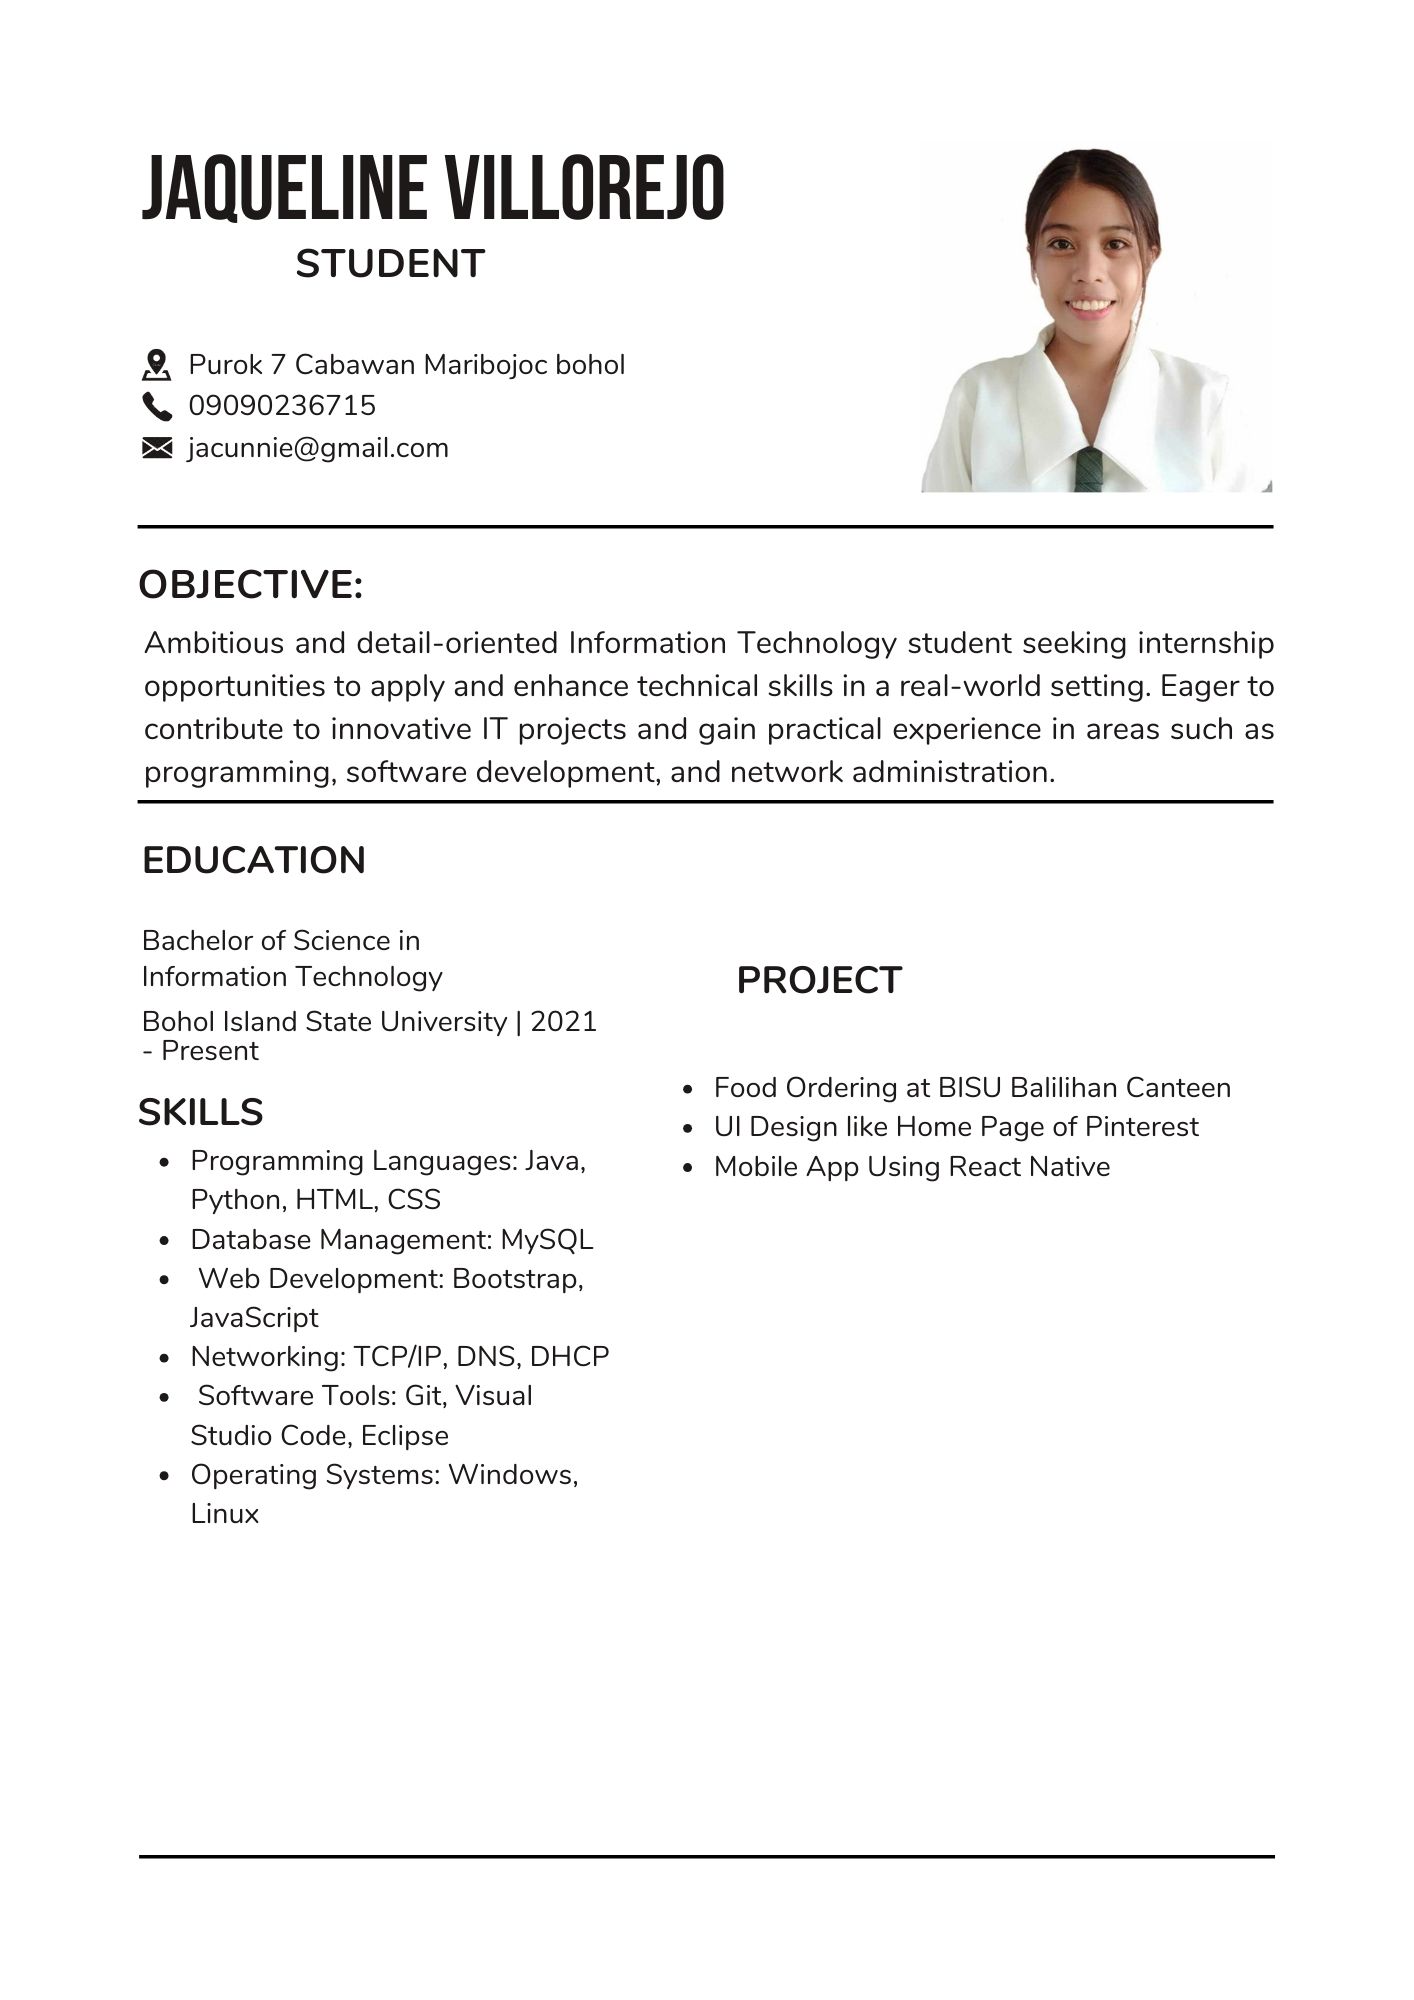 JAQUELINE VILLOREJO
STUDENT
Purok 7 Cabawan Maribojoc bohol
09090236715
jacunnie@gmail.com
OBJECTIVE:
Ambitious and detail-oriented Information Technology student seeking internship
opportunities to apply and enhance technical skills in a real-world setting. Eager to
contribute to innovative IT projects and gain practical experience in areas such as
programming, software development, and network administration.
EDUCATION
Bachelor of Science in
Information Technology
Bohol Island State University | 2021
- Present
SKILLS
• Programming Languages: Java,
Python, HTML, CSS
• Database Management: MySQL
• Web Development: Bootstrap,
JavaScript
• Networking: TCP/IP, DNS, DHCP
• Software Tools: Git, Visual
Studio Code, Eclipse
• Operating Systems: Windows,
Linux
PROJECT
• Food Ordering at BISU Balilihan Canteen
• UI Design like Home Page of Pinterest
• Mobile App Using React Native